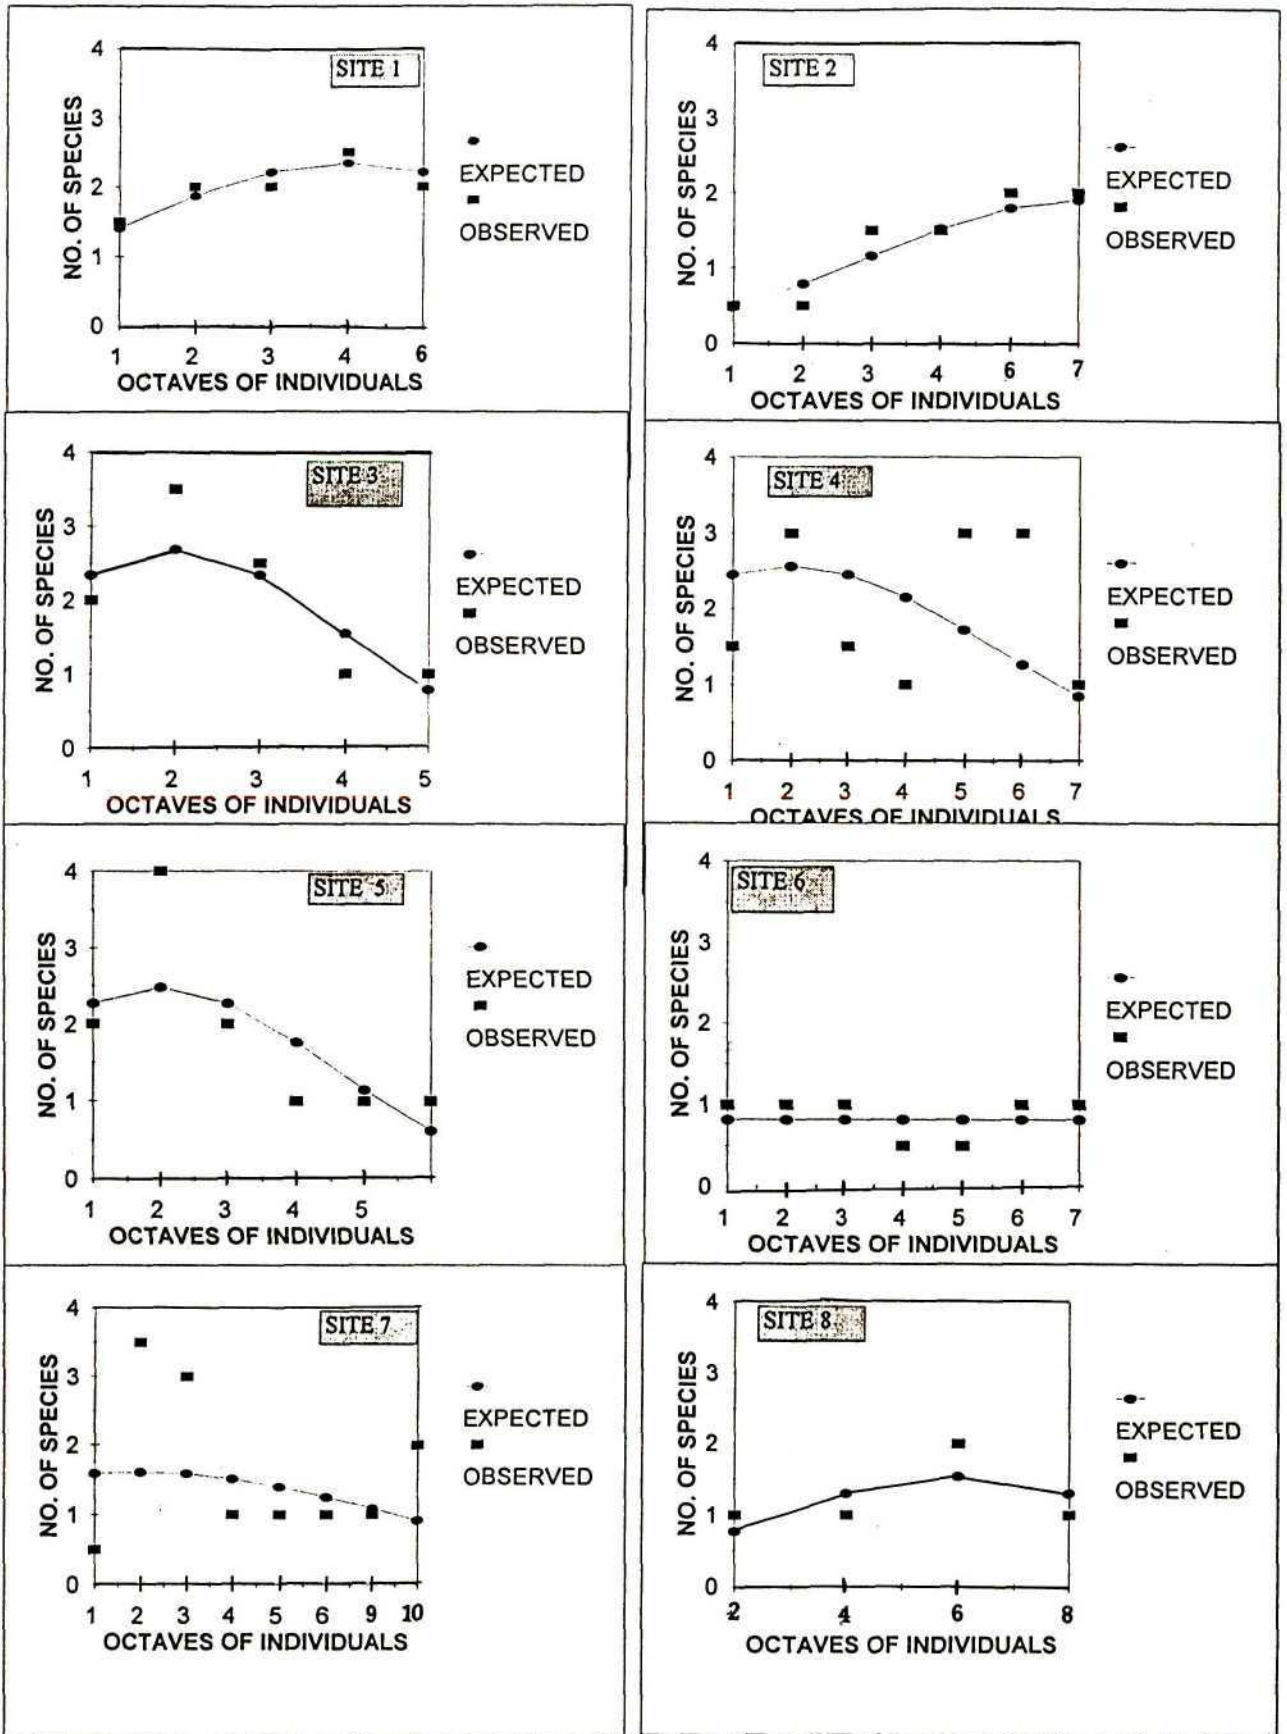 SITE 1
4
3
2
1
0
NO. OF SPECIES
1 2 3 4 6
OCTAVES OF INDIVIDUALS
EXPECTED
OBSERVED
SITE 2
4
3
2
1
0
NO. OF SPECIES
1 2 3 4 6 7
OCTAVES OF INDIVIDUALS
EXPECTED
OBSERVED
SITE 3
4
3
2
1
0
NO. OF SPECIES
1 2 3 4 5
OCTAVES OF INDIVIDUALS
EXPECTED
OBSERVED
SITE 4
4
3
2
1
0
NO. OF SPECIES
1 2 3 4 5 6 7
OCTAVES OF INDIVIDUALS
EXPECTED
OBSERVED
SITE 5
4
3
2
1
0
NO. OF SPECIES
1 2 3 4 5
OCTAVES OF INDIVIDUALS
EXPECTED
OBSERVED
SITE 6
4
3
2
1
0
NO. OF SPECIES
1 2 3 4 5 6 7
OCTAVES OF INDIVIDUALS
EXPECTED
OBSERVED
SITE 7
4
3
2
1
0
NO. OF SPECIES
1 2 3 4 5 6 9 10
OCTAVES OF INDIVIDUALS
EXPECTED
OBSERVED
SITE 8
4
3
2
1
0
NO. OF SPECIES
2 4 6 8
OCTAVES OF INDIVIDUALS
EXPECTED
OBSERVED